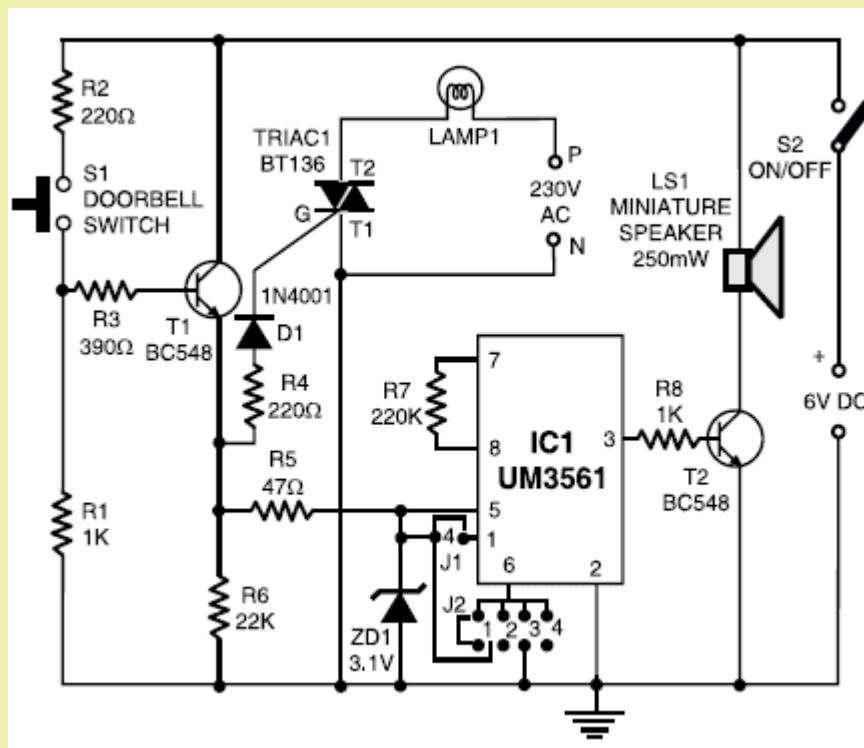 R2
220Ω
S1
DOORBELL
SWITCH
R3
390Ω
T1
BC548
R1
1K
TRIAC1
BT136
T2
G
T1
LAMP1
P
230V
AC
N
1N4001
D1
R4
220Ω
R5
47Ω
R6
22K
ZD1
3.1V
R7
220K
7
8
IC1
UM3561
3
5
4
1
J1
6
2
J2
1
2
3
4
R8
1K
T2
BC548
LS1
MINIATURE
SPEAKER
250mW
S2
ON/OFF
+
6V DC